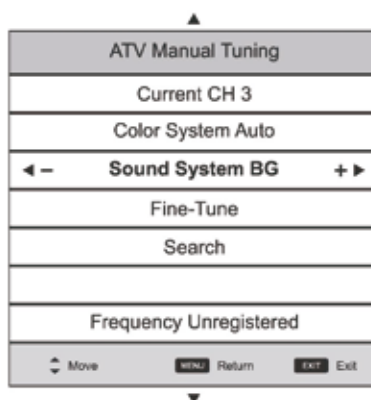 ATV Manual Tuning
Current CH 3
Color System Auto
– Sound System BG +
Fine-Tune
Search
Frequency Unregistered
Move MENU Return EXIT Exit